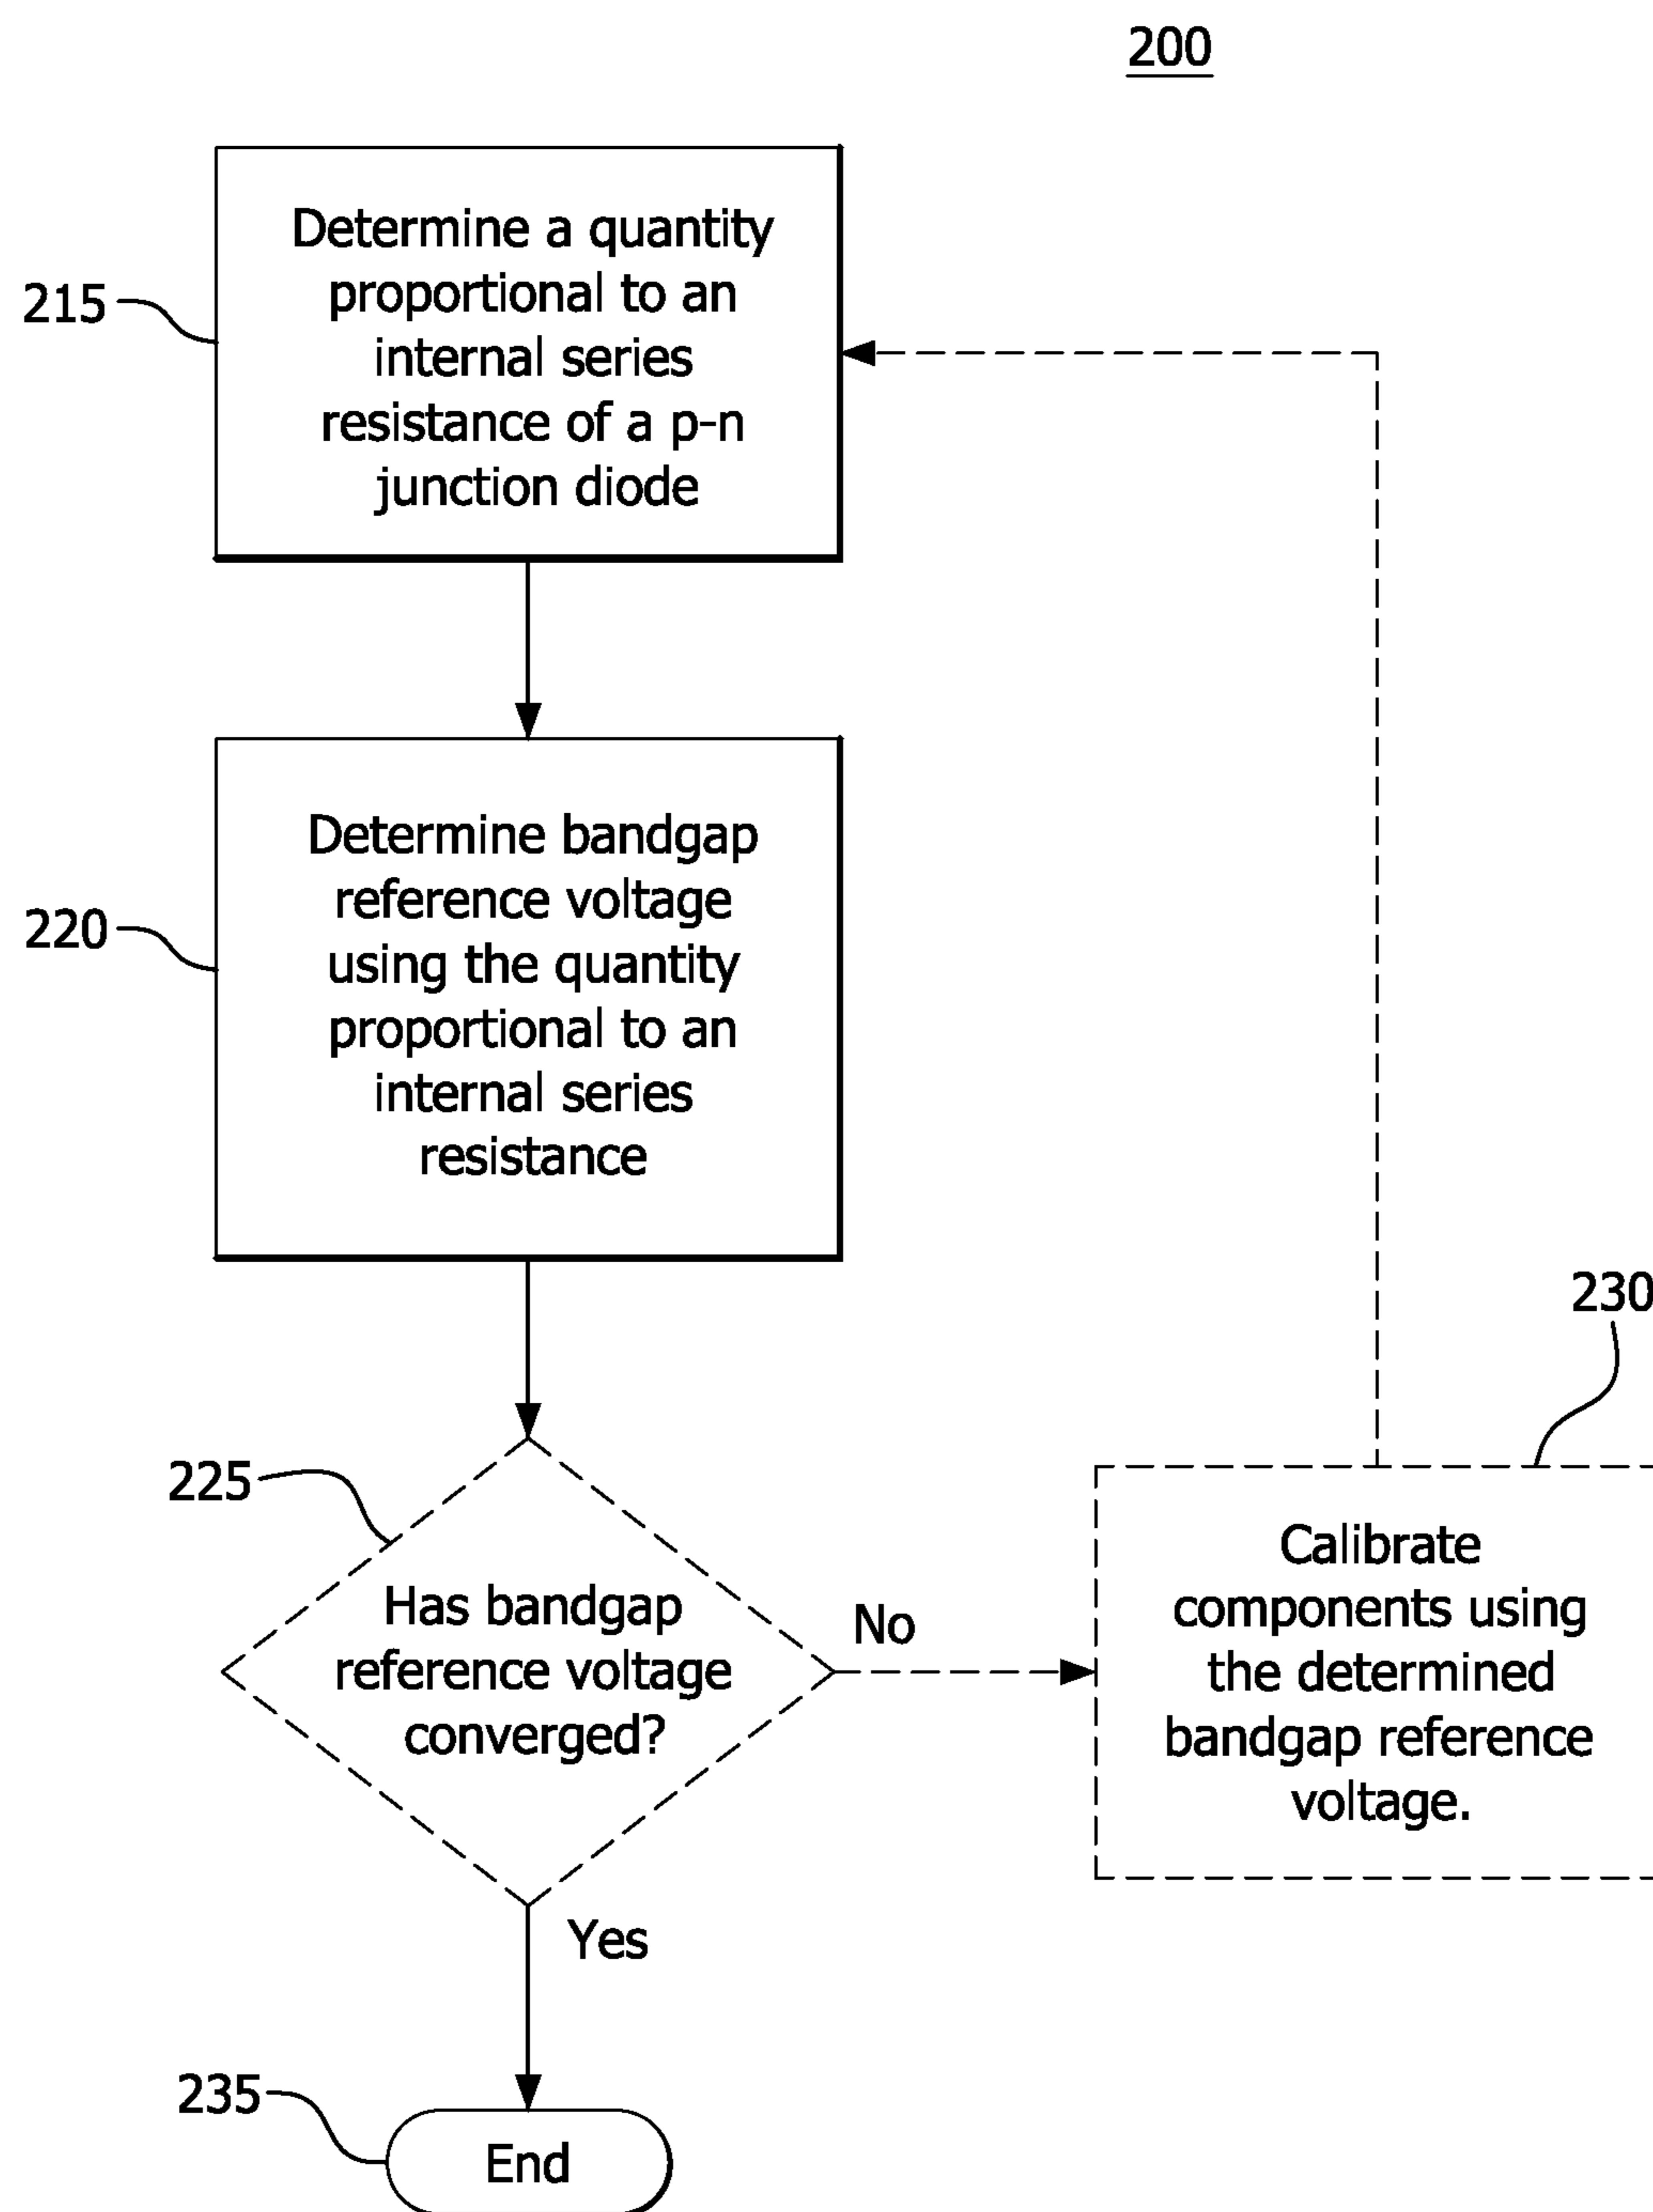 200
Determine a quantity
proportional to an
internal series
resistance of a p-n
junction diode
215
Determine bandgap
reference voltage
using the quantity
proportional to an
internal series
resistance
220
225
Has bandgap
reference voltage
converged?
No
230
Calibrate
components using
the determined
bandgap reference
voltage.
Yes
235
End